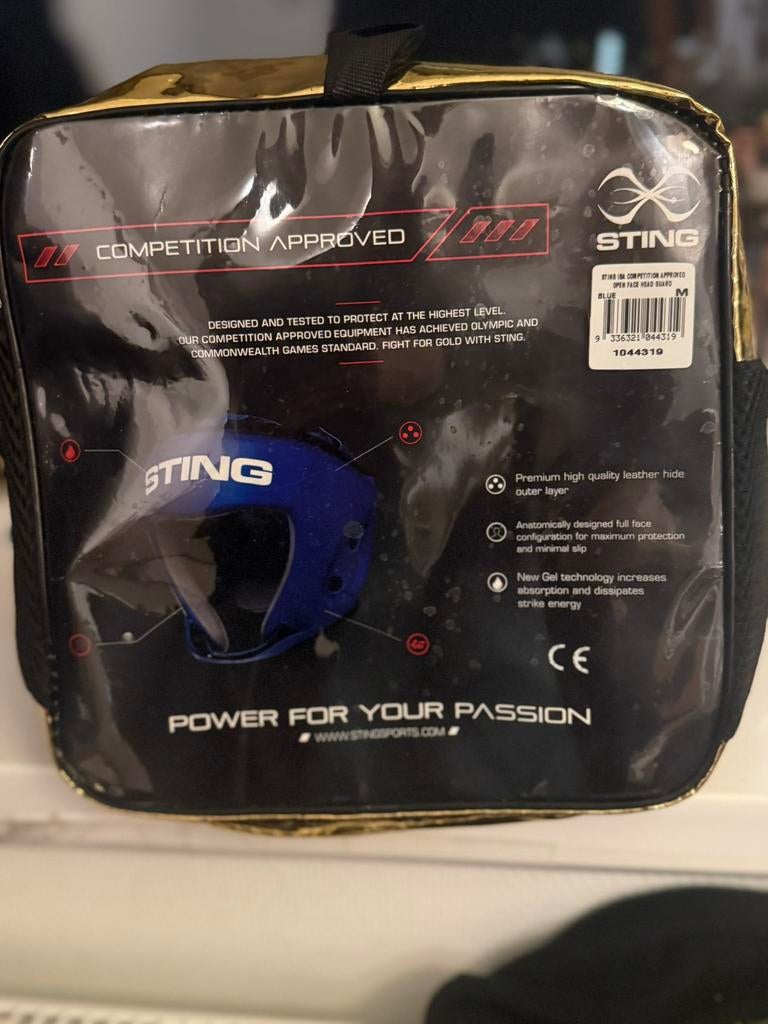 COMPETITION APPROVED
STING
STING IBA COMPETITION APPROVED
OPEN FACE HEAD GUARD
BLUE M
9 336321 044319
1044319
DESIGNED AND TESTED TO PROTECT AT THE HIGHEST LEVEL.
OUR COMPETITION APPROVED EQUIPMENT HAS ACHIEVED OLYMPIC AND
COMMONWEALTH GAMES STANDARD. FIGHT FOR GOLD WITH STING.
STING
Premium high quality leather hide
outer layer
Anatomically designed full face
configuration for maximum protection
and minimal slip
New Gel technology increases
absorption and dissipates
strike energy
CE
POWER FOR YOUR PASSION
WWW.STINGSPORTS.COM